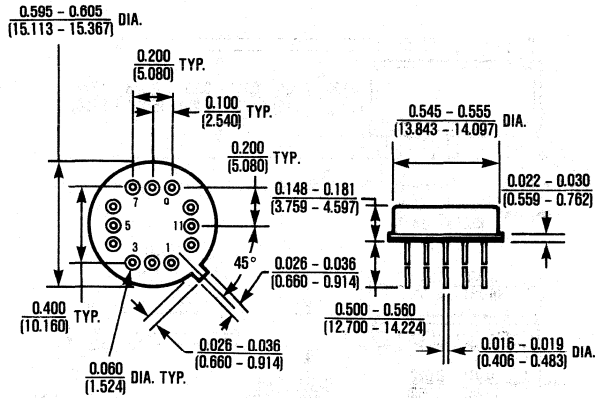 0.595 – 0.605
(15.113 – 15.367)
DIA.
0.200
(5.080)
TYP.
0.100
(2.540)
TYP.
0.200
(5.080)
TYP.
0.545 – 0.555
(13.843 – 14.097)
DIA.
0.148 – 0.181
(3.759 – 4.597)
0.022 – 0.030
(0.559 – 0.762)
7
9
5
11
3
1
45°
0.026 – 0.036
(0.660 – 0.914)
0.400
(10.160)
TYP.
0.500 – 0.560
(12.700 – 14.224)
0.026 – 0.036
(0.660 – 0.914)
0.016 – 0.019
(0.406 – 0.483)
DIA.
0.060
(1.524)
DIA. TYP.